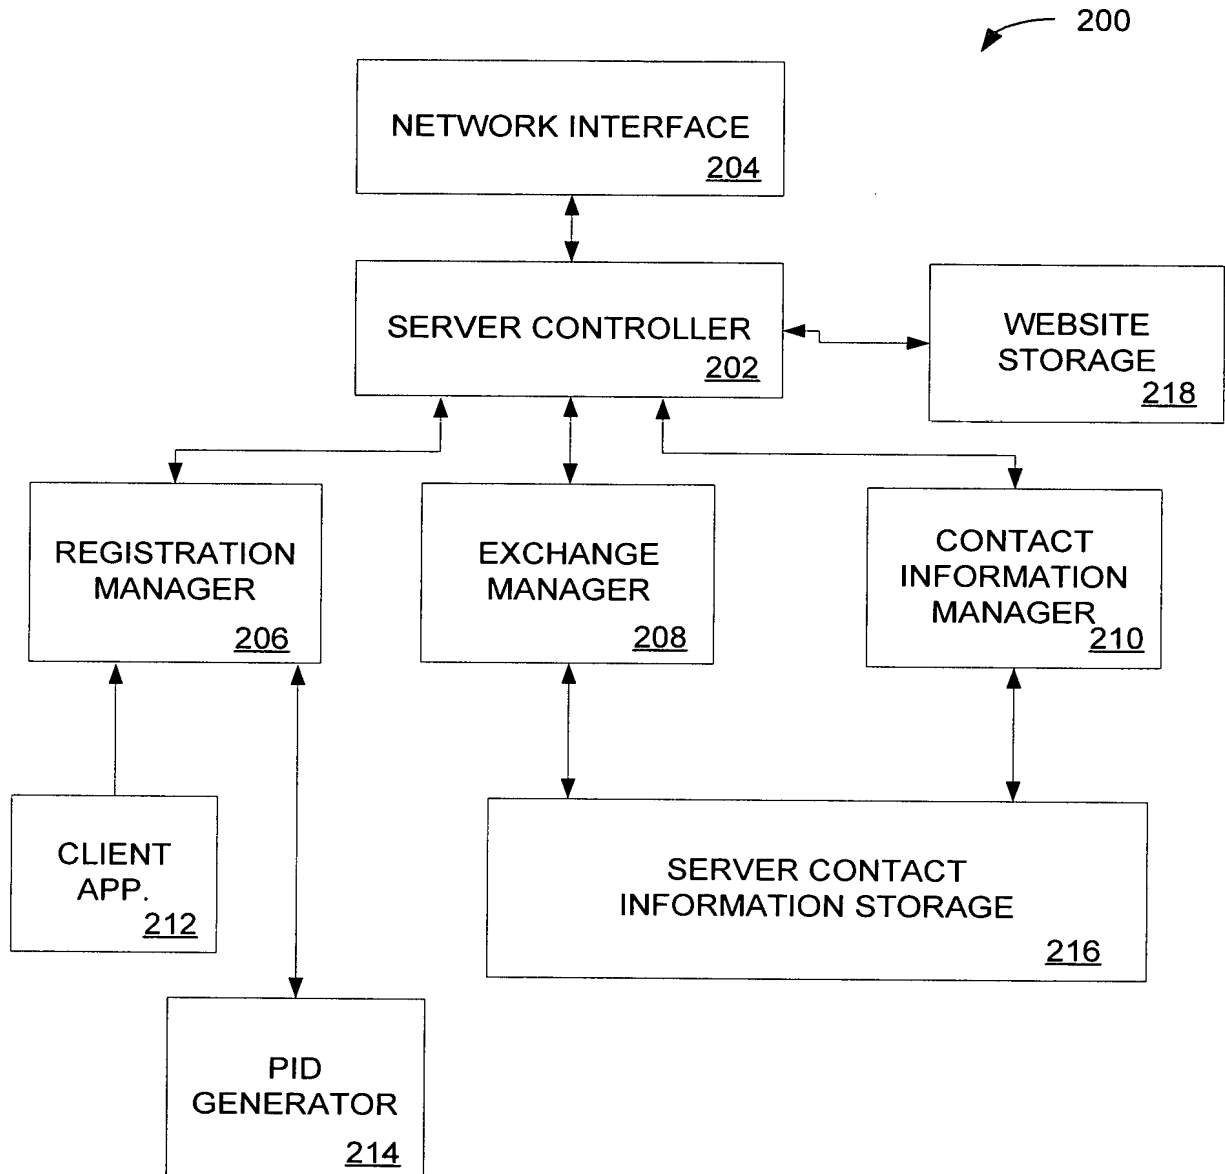 200
NETWORK INTERFACE
204
SERVER CONTROLLER
202
WEBSITE
STORAGE
218
REGISTRATION
MANAGER
206
EXCHANGE
MANAGER
208
CONTACT
INFORMATION
MANAGER
210
CLIENT
APP.
212
SERVER CONTACT
INFORMATION STORAGE
216
PID
GENERATOR
214